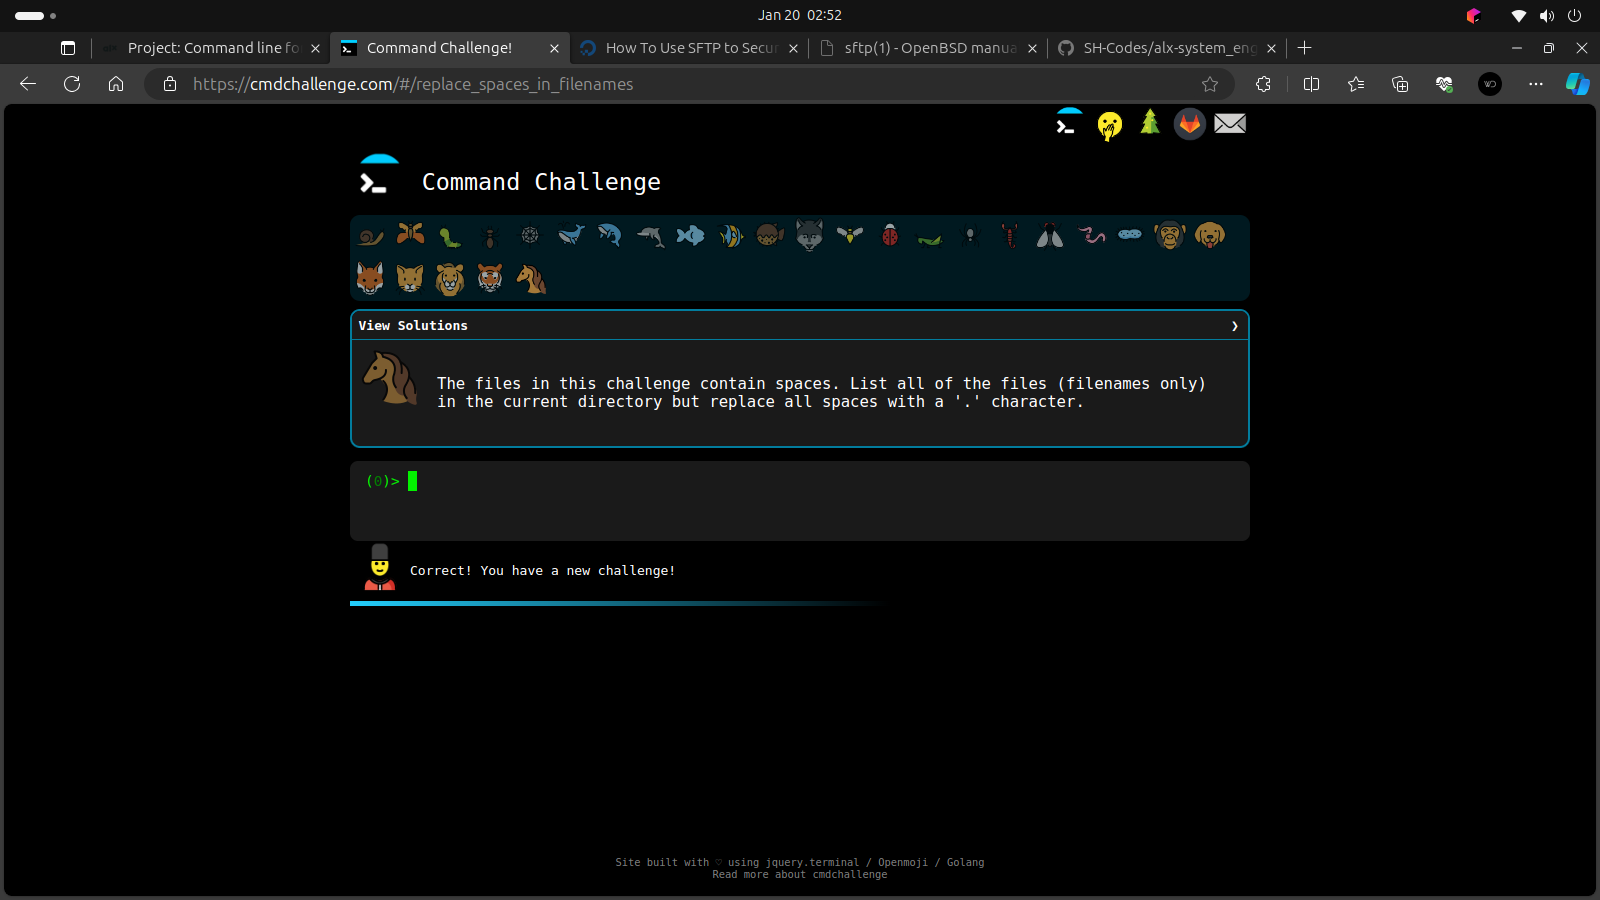 Jan 20 02:52
Project: Command line fo
Command Challenge!
How To Use SFTP to Secur
sftp(1) - OpenBSD manua
SH-Codes/alx-system_eng
https://cmdchallenge.com/#/replace_spaces_in_filenames
Command Challenge
View Solutions
The files in this challenge contain spaces. List all of the files (filenames only)
in the current directory but replace all spaces with a '.' character.
(0)>
Correct! You have a new challenge!
Site built with ♡ using jquery.terminal / Openmoji / Golang
Read more about cmdchallenge